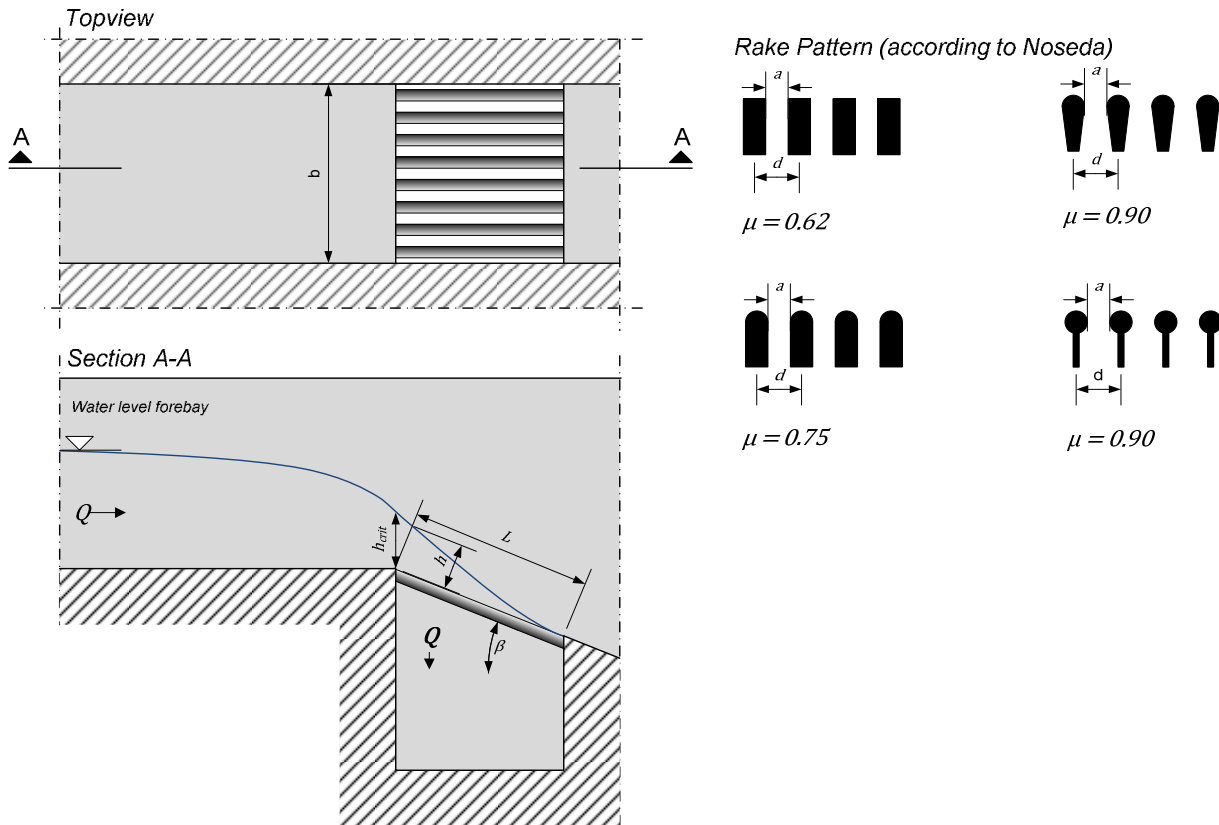 Topview
A
A
b
Section A-A
Water level forebay
Q
h_crit
h
L
Q
β
Rake Pattern (according to Noseda)
a
d
μ = 0.62
a
d
μ = 0.90
a
d
μ = 0.75
a
d
μ = 0.90